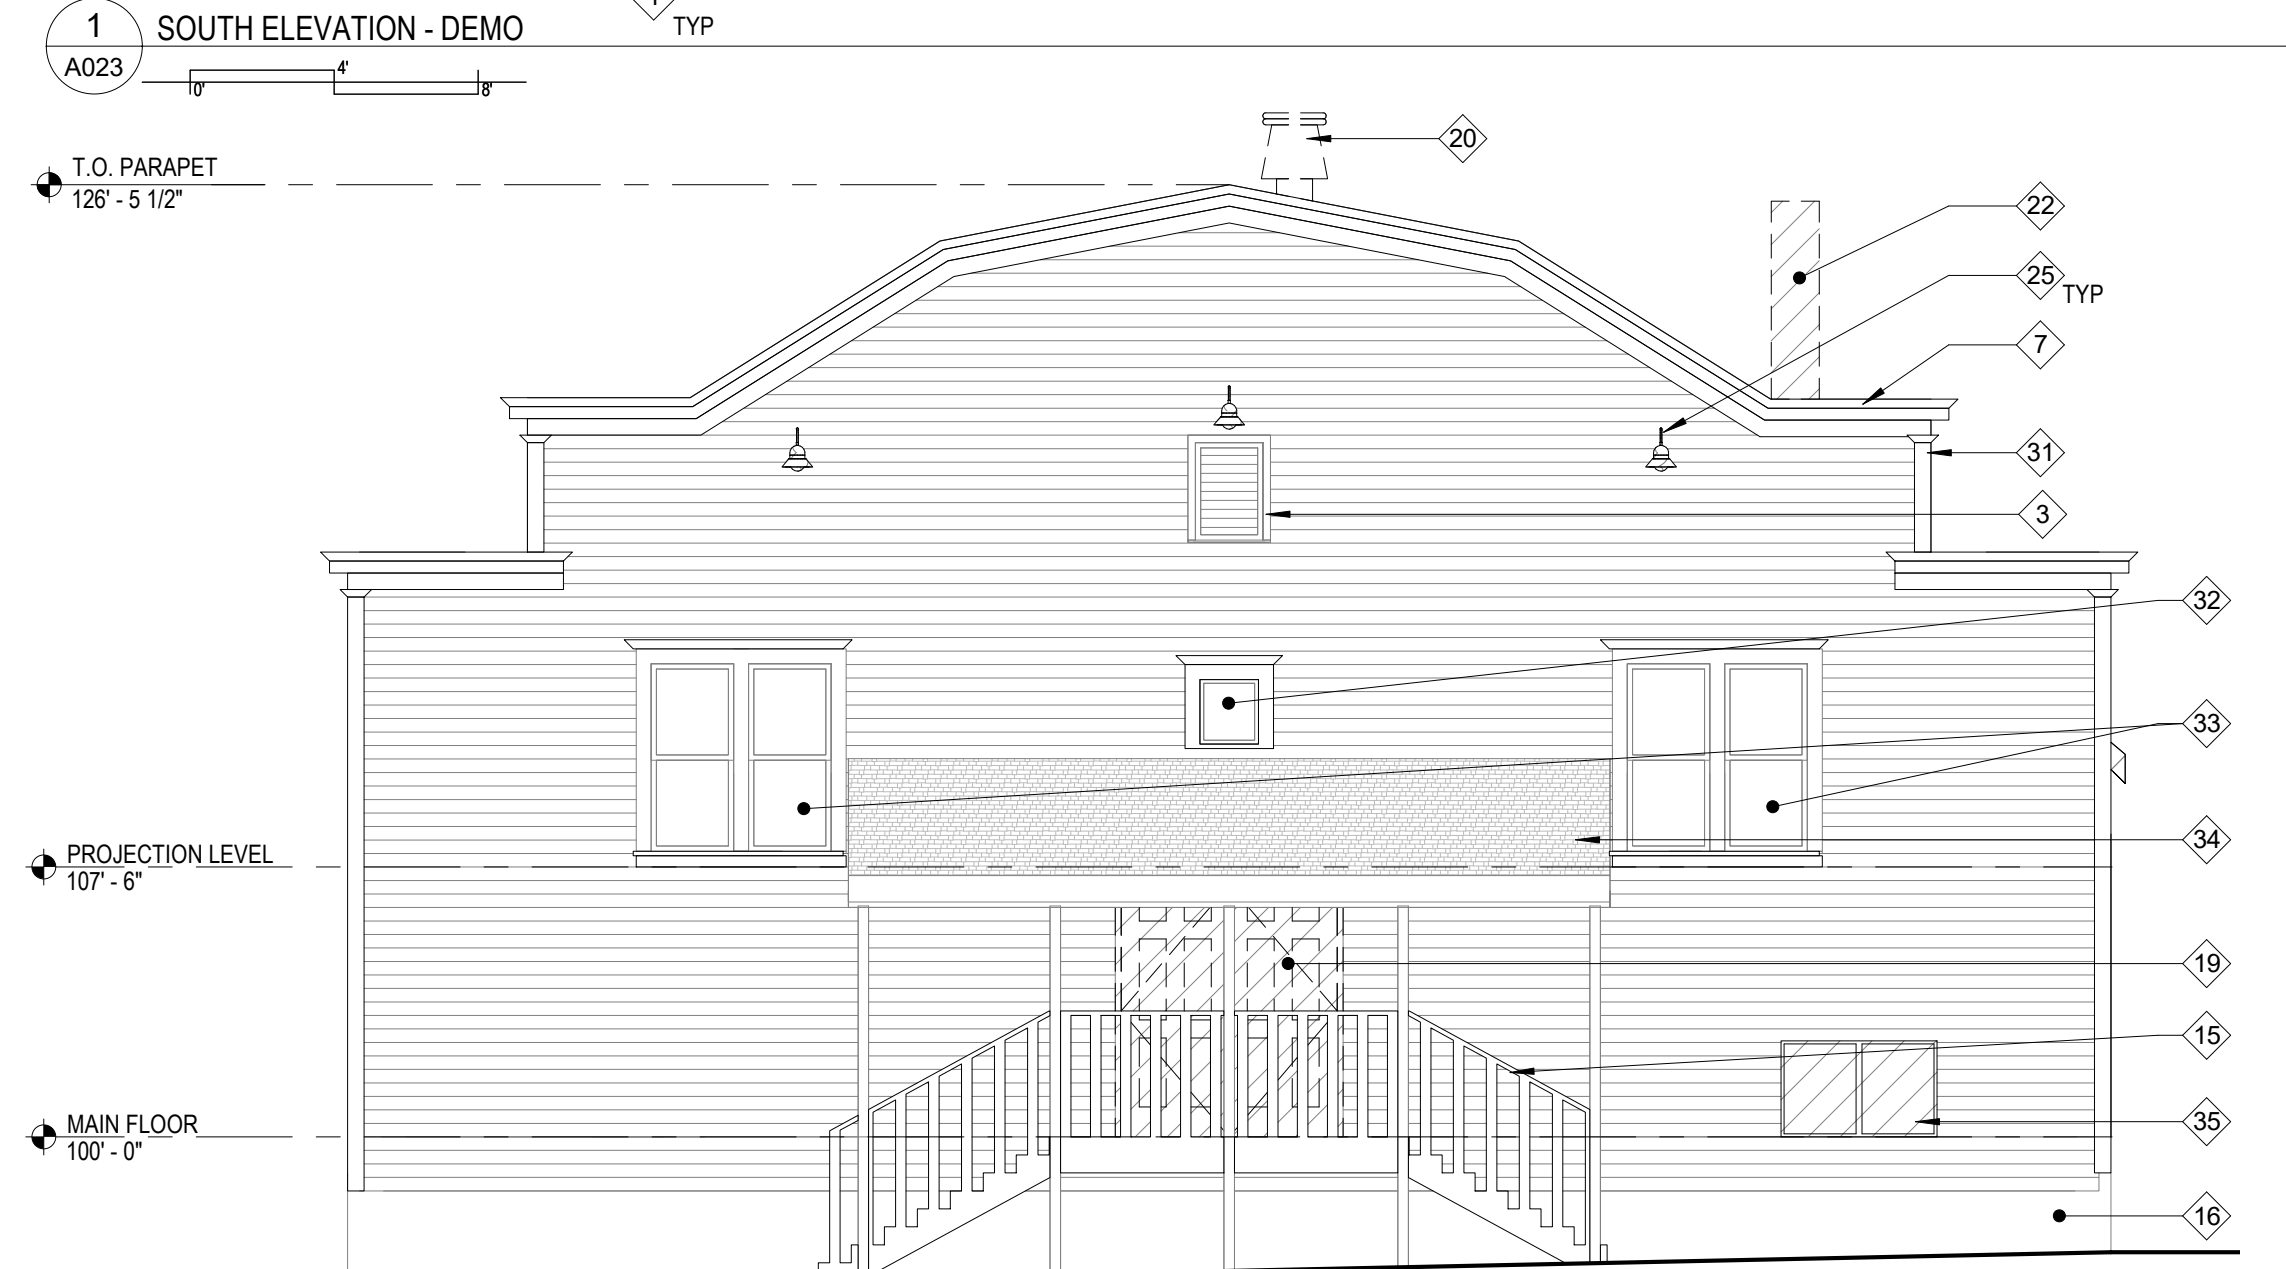 1
SOUTH ELEVATION - DEMO
A023
0'
4'
8'
TYP
20
T.O. PARAPET
126' - 5 1/2"
22
25
TYP
7
31
3
32
33
34
PROJECTION LEVEL
107' - 6"
19
15
MAIN FLOOR
100' - 0"
35
16